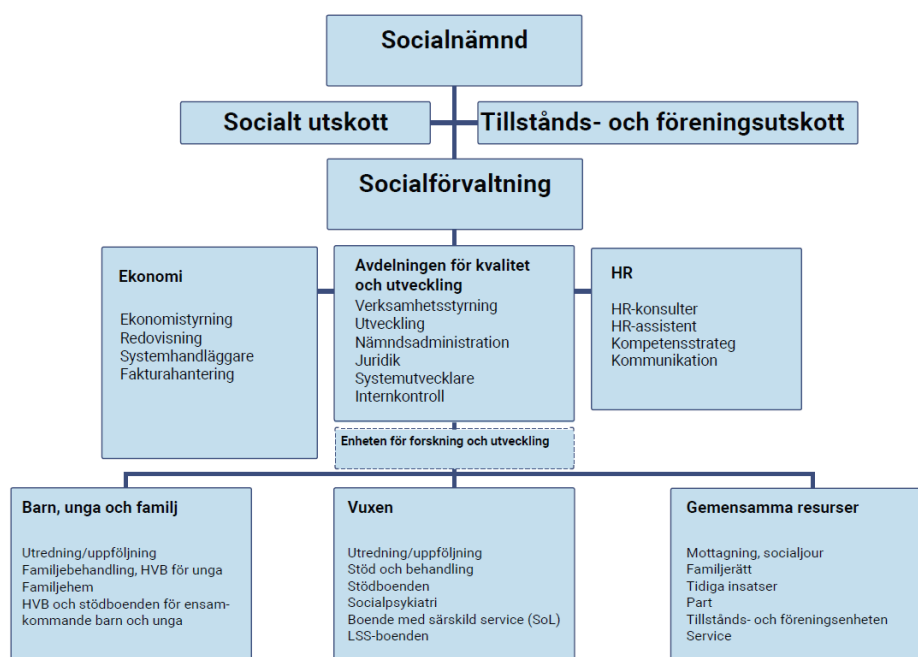 Socialnämnd
Socialt utskott
Tillstånds- och föreningsutskott
Socialförvaltning
Ekonomi
Ekonomistyrning
Redovisning
Systemhandläggare
Fakturahantering
Avdelningen för kvalitet
och utveckling
Verksamhetsstyrning
Utveckling
Nämndsadministration
Juridik
Systemutvecklare
Internkontroll
HR
HR-konsulter
HR-assistent
Kompetensstrateg
Kommunikation
Enheten för forskning och utveckling
Barn, unga och familj
Utredning/uppföljning
Familjebehandling, HVB för unga
Familjehem
HVB och stödboenden för ensam-
kommande barn och unga
Vuxen
Utredning/uppföljning
Stöd och behandling
Stödboenden
Socialpsykiatri
Boende med särskild service (SoL)
LSS-boenden
Gemensamma resurser
Mottagning, socialjour
Familjerätt
Tidiga insatser
Part
Tillstånds- och föreningsenheten
Service